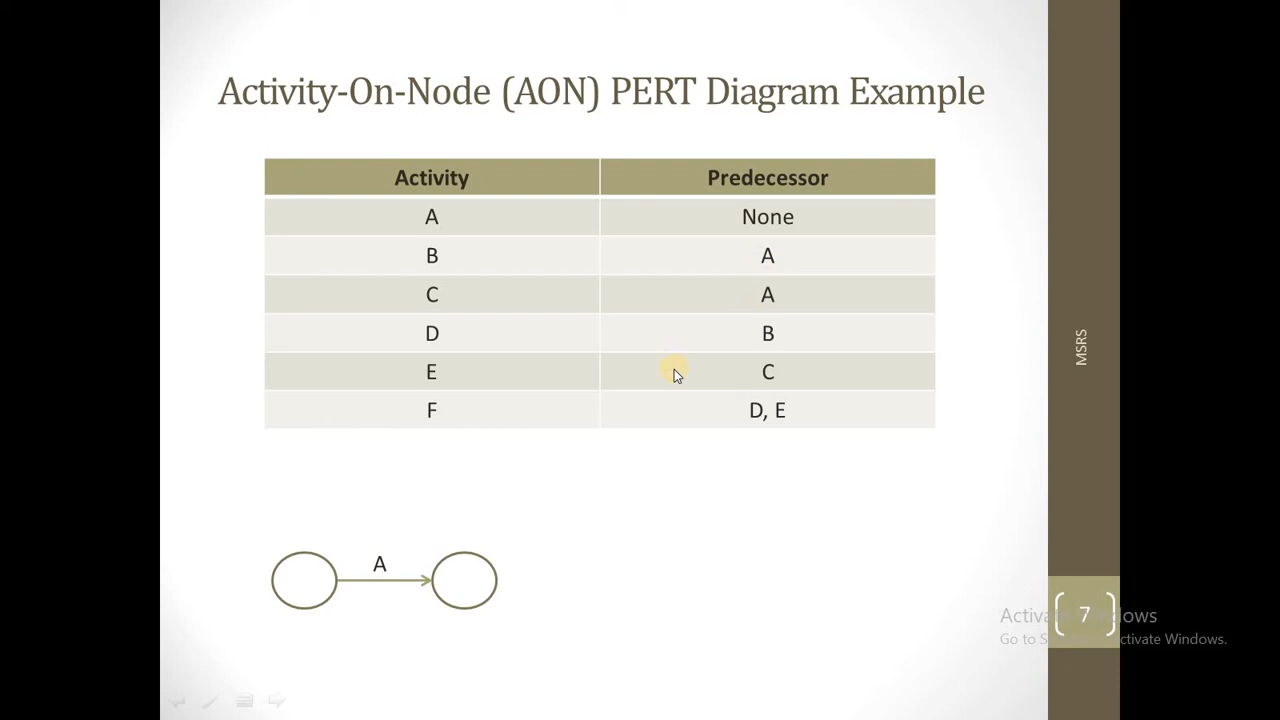 Activity-On-Node (AON) PERT Diagram Example
Activity Predecessor
A None
B A
C A
D B
E C
F D, E
A
MSRS
7
Activate Windows
Go to S ctivate Windows.